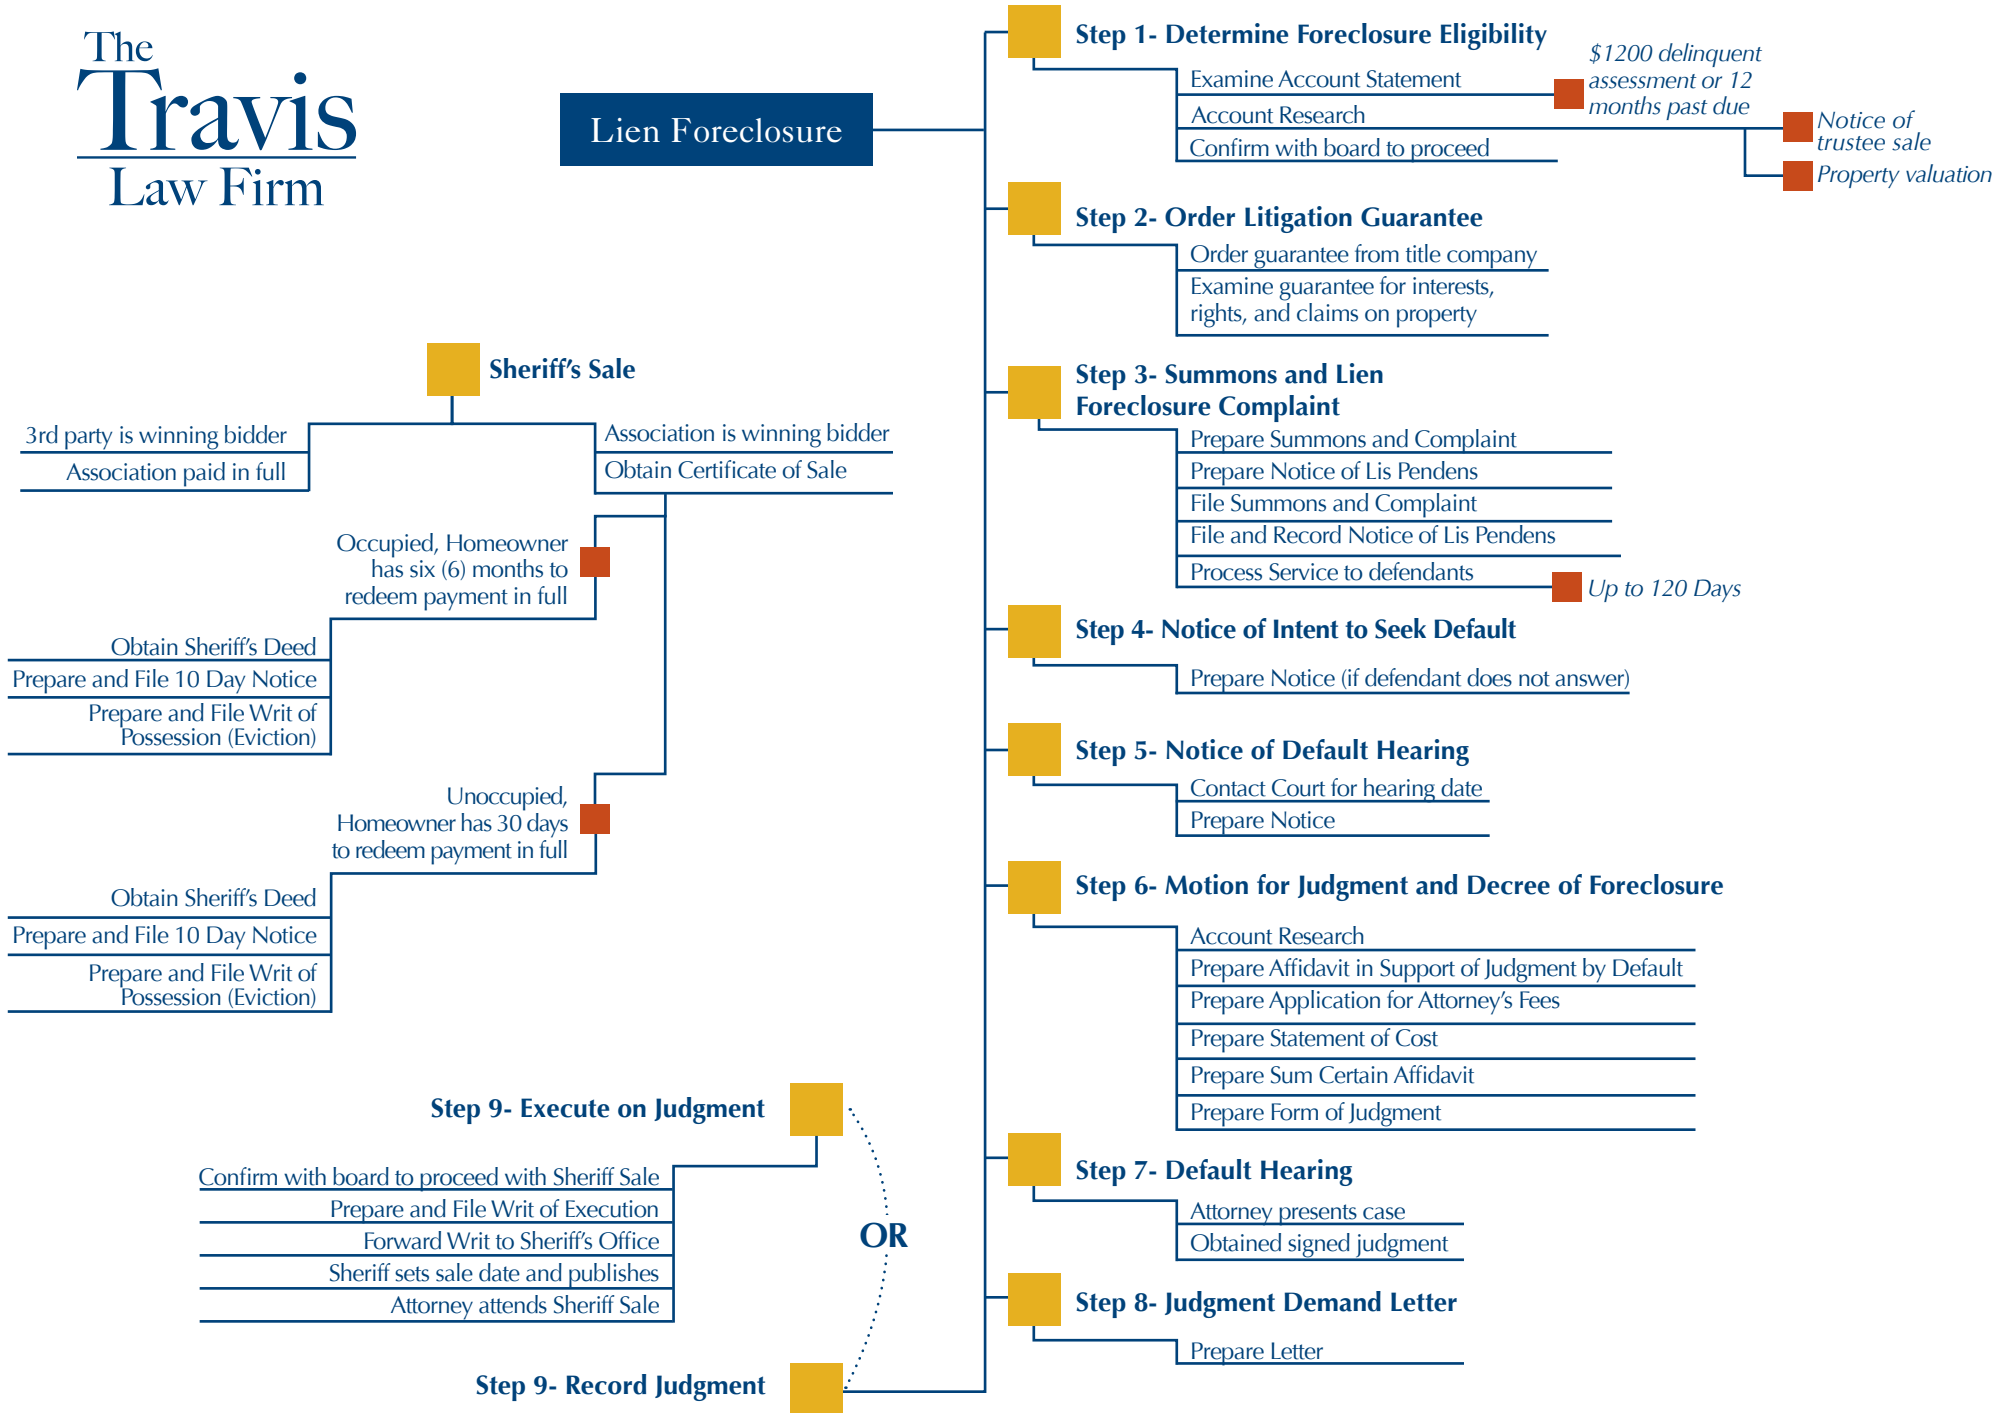 The
Travis
Law Firm
Lien Foreclosure
Step 1- Determine Foreclosure Eligibility
Examine Account Statement
$1200 delinquent
assessment or 12
months past due
Account Research
Notice of
trustee sale
Property valuation
Confirm with board to proceed
Step 2- Order Litigation Guarantee
Order guarantee from title company
Examine guarantee for interests,
rights, and claims on property
Step 3- Summons and Lien
Foreclosure Complaint
Prepare Summons and Complaint
Prepare Notice of Lis Pendens
File Summons and Complaint
File and Record Notice of Lis Pendens
Process Service to defendants
Up to 120 Days
Step 4- Notice of Intent to Seek Default
Prepare Notice (if defendant does not answer)
Step 5- Notice of Default Hearing
Contact Court for hearing date
Prepare Notice
Step 6- Motion for Judgment and Decree of Foreclosure
Account Research
Prepare Affidavit in Support of Judgment by Default
Prepare Application for Attorney's Fees
Prepare Statement of Cost
Prepare Sum Certain Affidavit
Prepare Form of Judgment
Step 7- Default Hearing
Attorney presents case
Obtained signed judgment
Step 8- Judgment Demand Letter
Prepare Letter
Step 9- Record Judgment
OR
Step 9- Execute on Judgment
Confirm with board to proceed with Sheriff Sale
Prepare and File Writ of Execution
Forward Writ to Sheriff's Office
Sheriff sets sale date and publishes
Attorney attends Sheriff Sale
Sheriff's Sale
3rd party is winning bidder
Association paid in full
Association is winning bidder
Obtain Certificate of Sale
Occupied, Homeowner
has six (6) months to
redeem payment in full
Obtain Sheriff's Deed
Prepare and File 10 Day Notice
Prepare and File Writ of
Possession (Eviction)
Unoccupied,
Homeowner has 30 days
to redeem payment in full
Obtain Sheriff's Deed
Prepare and File 10 Day Notice
Prepare and File Writ of
Possession (Eviction)